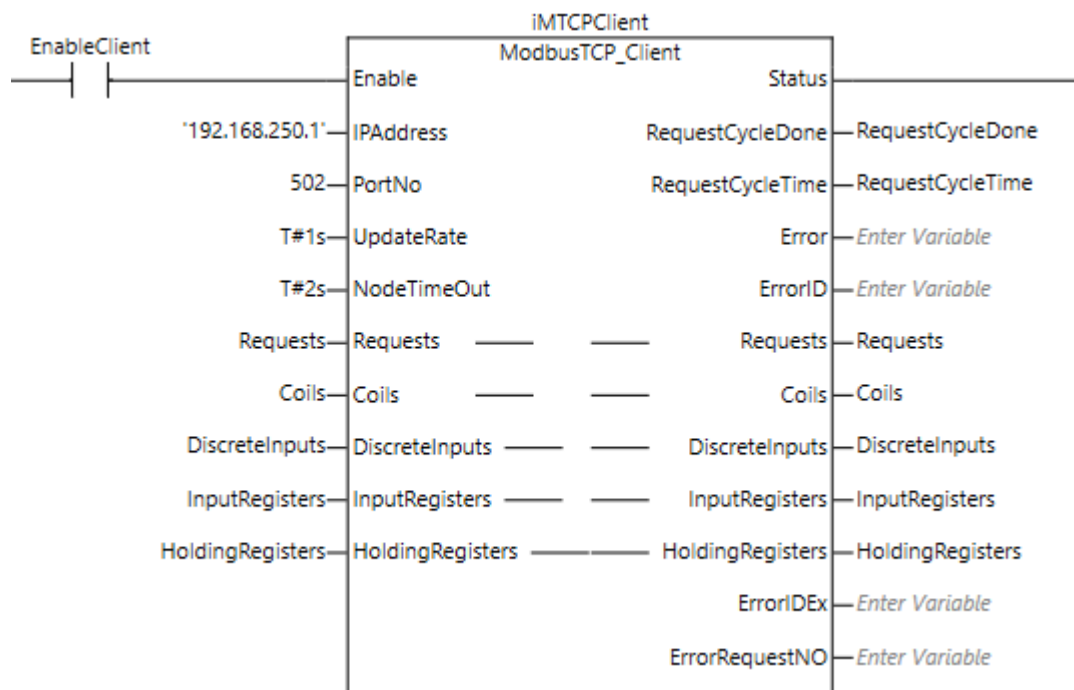 iMTCPClient
EnableClient
ModbusTCP_Client
Enable Status
'192.168.250.1' IPAddress RequestCycleDone RequestCycleDone
502 PortNo RequestCycleTime RequestCycleTime
T#1s UpdateRate Error Enter Variable
T#2s NodeTimeOut ErrorID Enter Variable
Requests Requests Requests Requests
Coils Coils Coils Coils
DiscreteInputs DiscreteInputs DiscreteInputs DiscreteInputs
InputRegisters InputRegisters InputRegisters InputRegisters
HoldingRegisters HoldingRegisters HoldingRegisters HoldingRegisters
ErrorIDEx Enter Variable
ErrorRequestNO Enter Variable